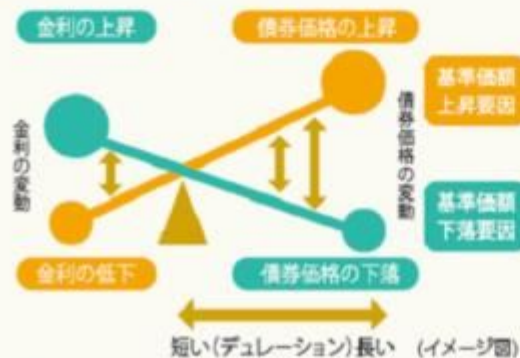 金利の上昇
債券価格の上昇
基準価額
上昇要因
金利の変動
債券価格の変動
基準価額
下落要因
金利の低下
債券価格の下落
短い(デュレーション)長い (イメージ図)